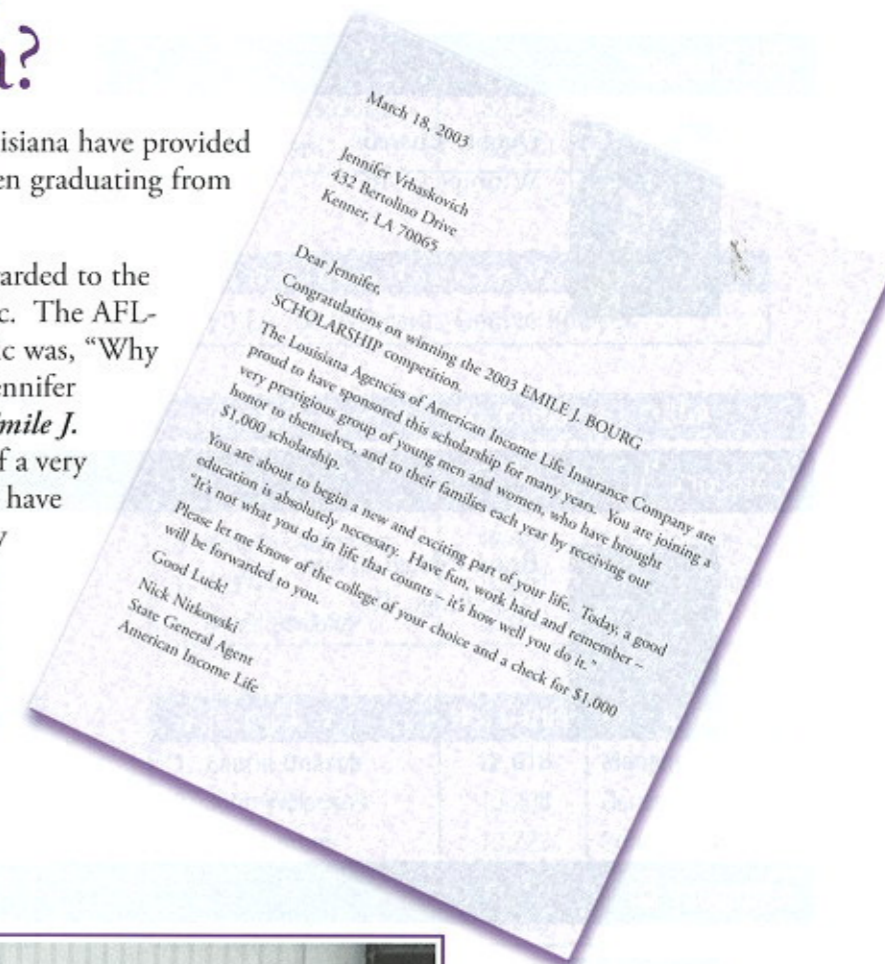 ?
isiana have provided
en graduating from
arded to the
c. The AFL-
ic was, "Why
ennifer
mile J.
f a very
have
March 18, 2003
Jennifer Vrbaskovich
432 Bertolino Drive
Kenner, LA 70065
Dear Jennifer,
Congratulations on winning the 2003 EMILE J. BOURG
SCHOLARSHIP competition.
The Louisiana Agencies of American Income Life Insurance Company are
proud to have sponsored this scholarship for many years. You are joining a
very prestigious group of young men and women, who have brought
honor to themselves, and to their families each year by receiving our
$1,000 scholarship.
You are about to begin a new and exciting part of your life. Today, a good
education is absolutely necessary. Have fun, work hard and remember –
"It's not what you do in life that counts – it's how well you do it."
Please let me know of the college of your choice and a check for $1,000
will be forwarded to you.
Good Luck!
Nick Nitkowski
State General Agent
American Income Life